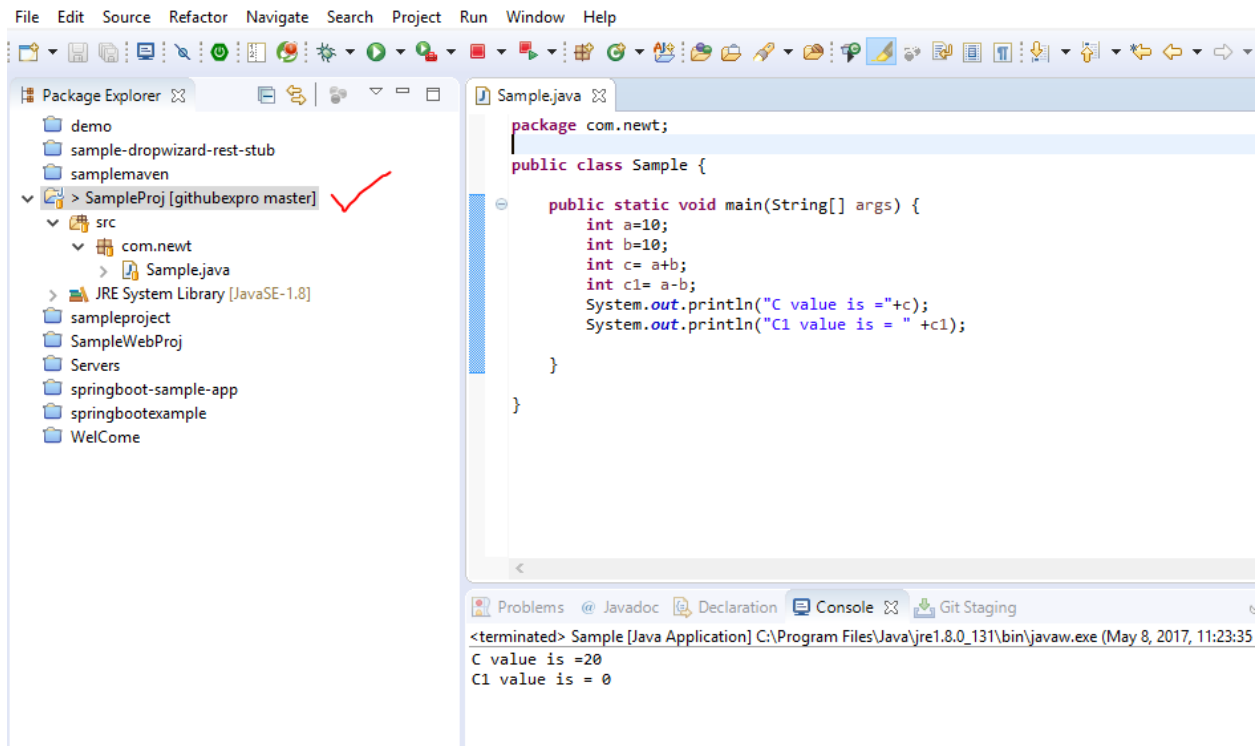 File Edit Source Refactor Navigate Search Project Run Window Help
Package Explorer
demo
sample-dropwizard-rest-stub
samplemaven
> SampleProj [githubexpro master]
src
com.newt
Sample.java
JRE System Library [JavaSE-1.8]
sampleproject
SampleWebProj
Servers
springboot-sample-app
springbootexample
WelCome
Sample.java
package com.newt;
public class Sample {
public static void main(String[] args) {
int a=10;
int b=10;
int c= a+b;
int c1= a-b;
System.out.println("C value is ="+c);
System.out.println("C1 value is = " +c1);
}
}
Problems @ Javadoc Declaration Console Git Staging
<terminated> Sample [Java Application] C:\Program Files\Java\jre1.8.0_131\bin\javaw.exe (May 8, 2017, 11:23:35
C value is =20
C1 value is = 0